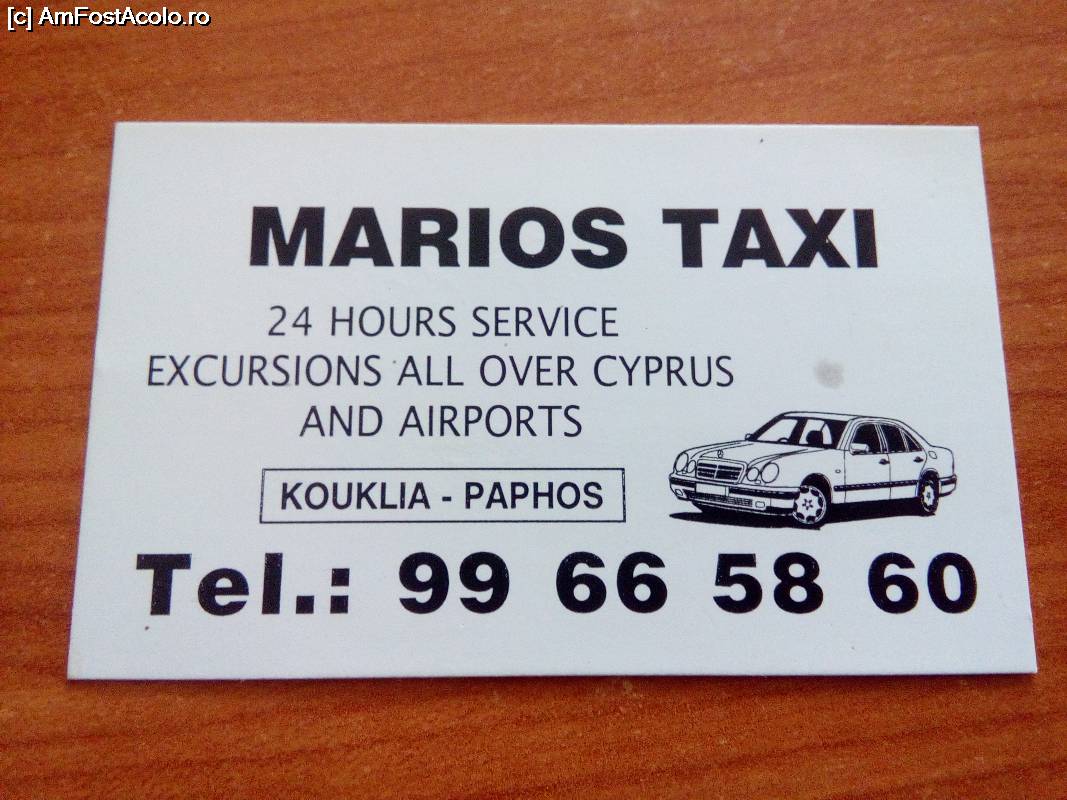 [c] AmFostAcolo.ro
MARIOS TAXI
24 HOURS SERVICE
EXCURSIONS ALL OVER CYPRUS
AND AIRPORTS
KOUKLIA - PAPHOS
Tel.: 99 66 58 60